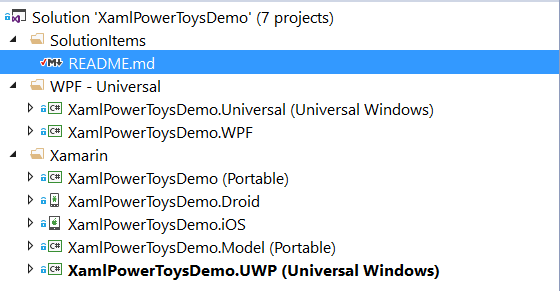 Solution 'XamlPowerToysDemo' (7 projects)
SolutionItems
README.md
WPF - Universal
XamlPowerToysDemo.Universal (Universal Windows)
XamlPowerToysDemo.WPF
Xamarin
XamlPowerToysDemo (Portable)
XamlPowerToysDemo.Droid
XamlPowerToysDemo.iOS
XamlPowerToysDemo.Model (Portable)
XamlPowerToysDemo.UWP (Universal Windows)